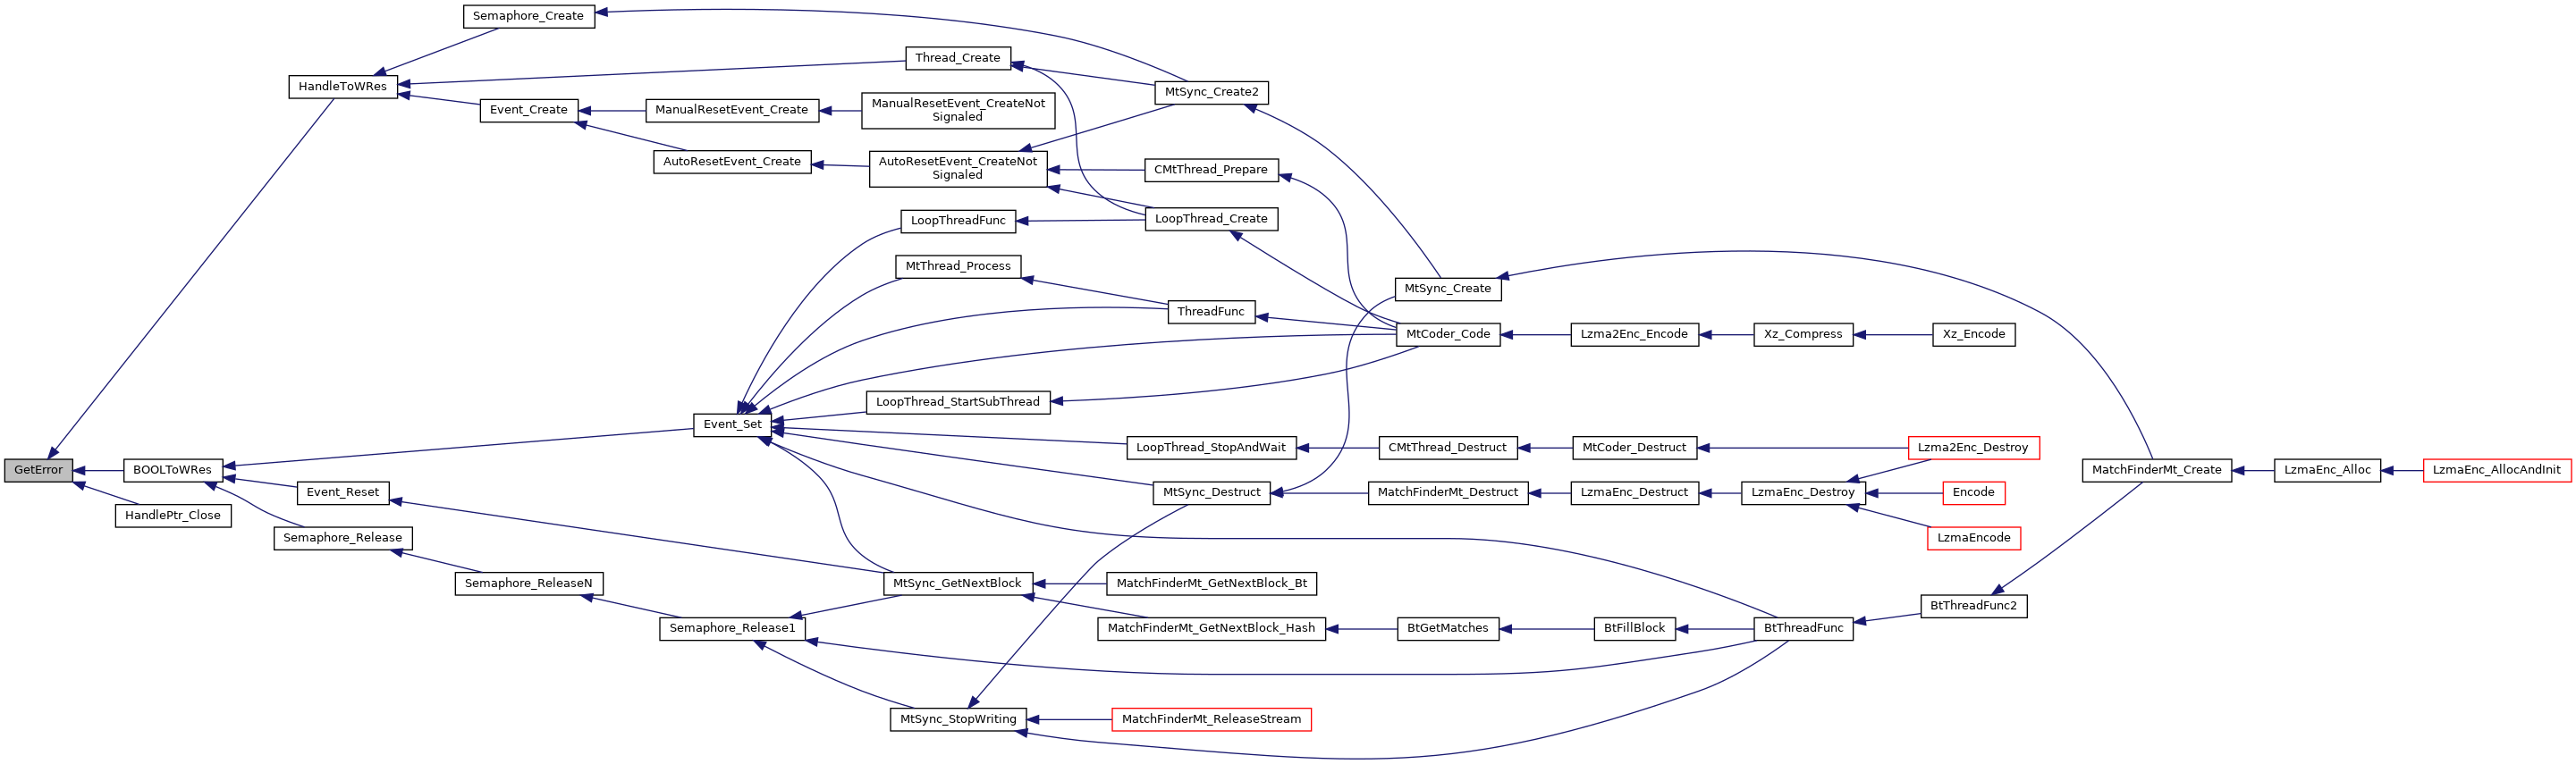 Semaphore_Create
Thread_Create
HandleToWRes
MtSync_Create2
Event_Create
ManualResetEvent_Create
ManualResetEvent_CreateNot
Signaled
AutoResetEvent_Create
AutoResetEvent_CreateNot
Signaled
CMtThread_Prepare
LoopThreadFunc
LoopThread_Create
MtThread_Process
MtSync_Create
ThreadFunc
MtCoder_Code
Lzma2Enc_Encode
Xz_Compress
Xz_Encode
LoopThread_StartSubThread
Event_Set
LoopThread_StopAndWait
CMtThread_Destruct
MtCoder_Destruct
Lzma2Enc_Destroy
GetError
BOOLToWRes
MatchFinderMt_Create
LzmaEnc_Alloc
LzmaEnc_AllocAndInit
Event_Reset
MtSync_Destruct
MatchFinderMt_Destruct
LzmaEnc_Destruct
LzmaEnc_Destroy
Encode
HandlePtr_Close
Semaphore_Release
LzmaEncode
Semaphore_ReleaseN
MtSync_GetNextBlock
MatchFinderMt_GetNextBlock_Bt
BtThreadFunc2
Semaphore_Release1
MatchFinderMt_GetNextBlock_Hash
BtGetMatches
BtFillBlock
BtThreadFunc
MtSync_StopWriting
MatchFinderMt_ReleaseStream